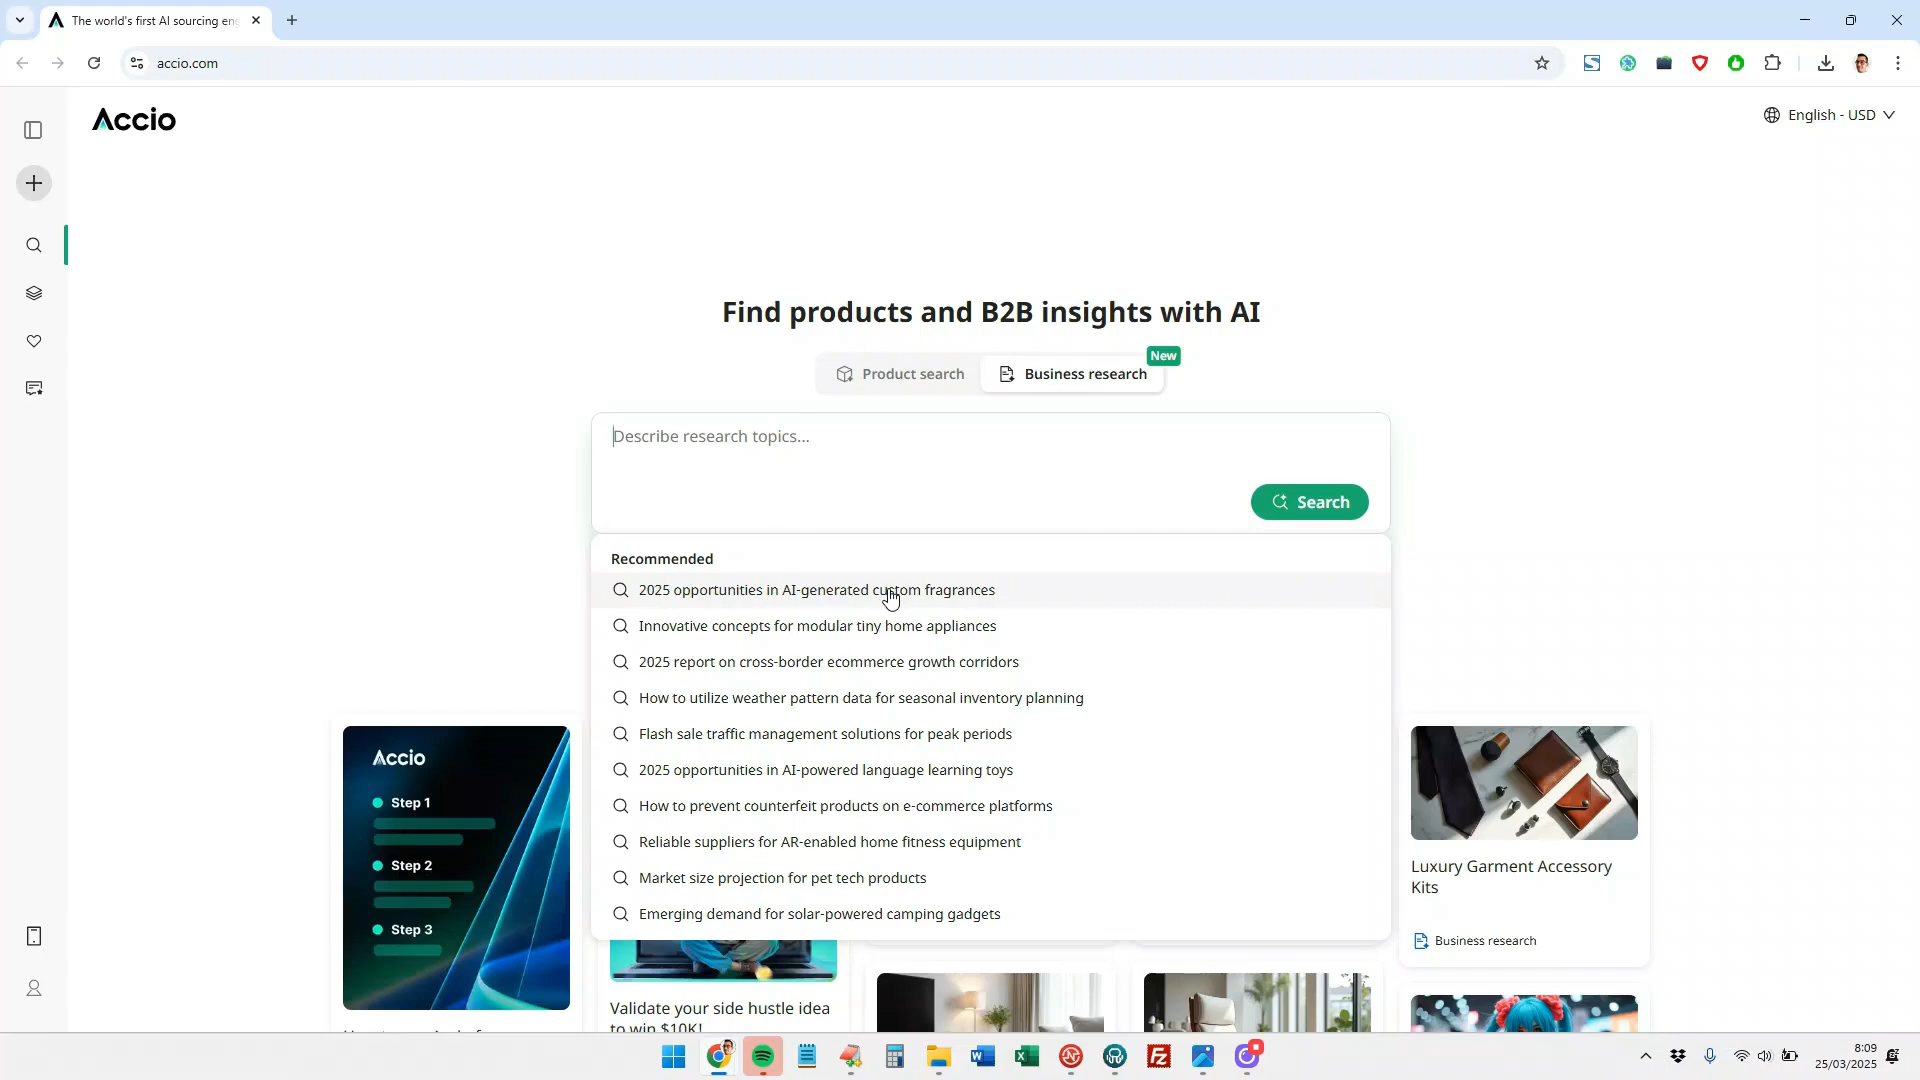 The world's first AI sourcing en
accio.com
Accio
English - USD
Find products and B2B insights with AI
New
Product search
Business research
Describe research topics...
Search
Recommended
2025 opportunities in AI-generated custom fragrances
Innovative concepts for modular tiny home appliances
2025 report on cross-border ecommerce growth corridors
How to utilize weather pattern data for seasonal inventory planning
Flash sale traffic management solutions for peak periods
2025 opportunities in AI-powered language learning toys
How to prevent counterfeit products on e-commerce platforms
Reliable suppliers for AR-enabled home fitness equipment
Market size projection for pet tech products
Emerging demand for solar-powered camping gadgets
Accio
Step 1
Step 2
Step 3
Validate your side hustle idea
to win $10K!
Luxury Garment Accessory
Kits
Business research
8:09
25/03/2025